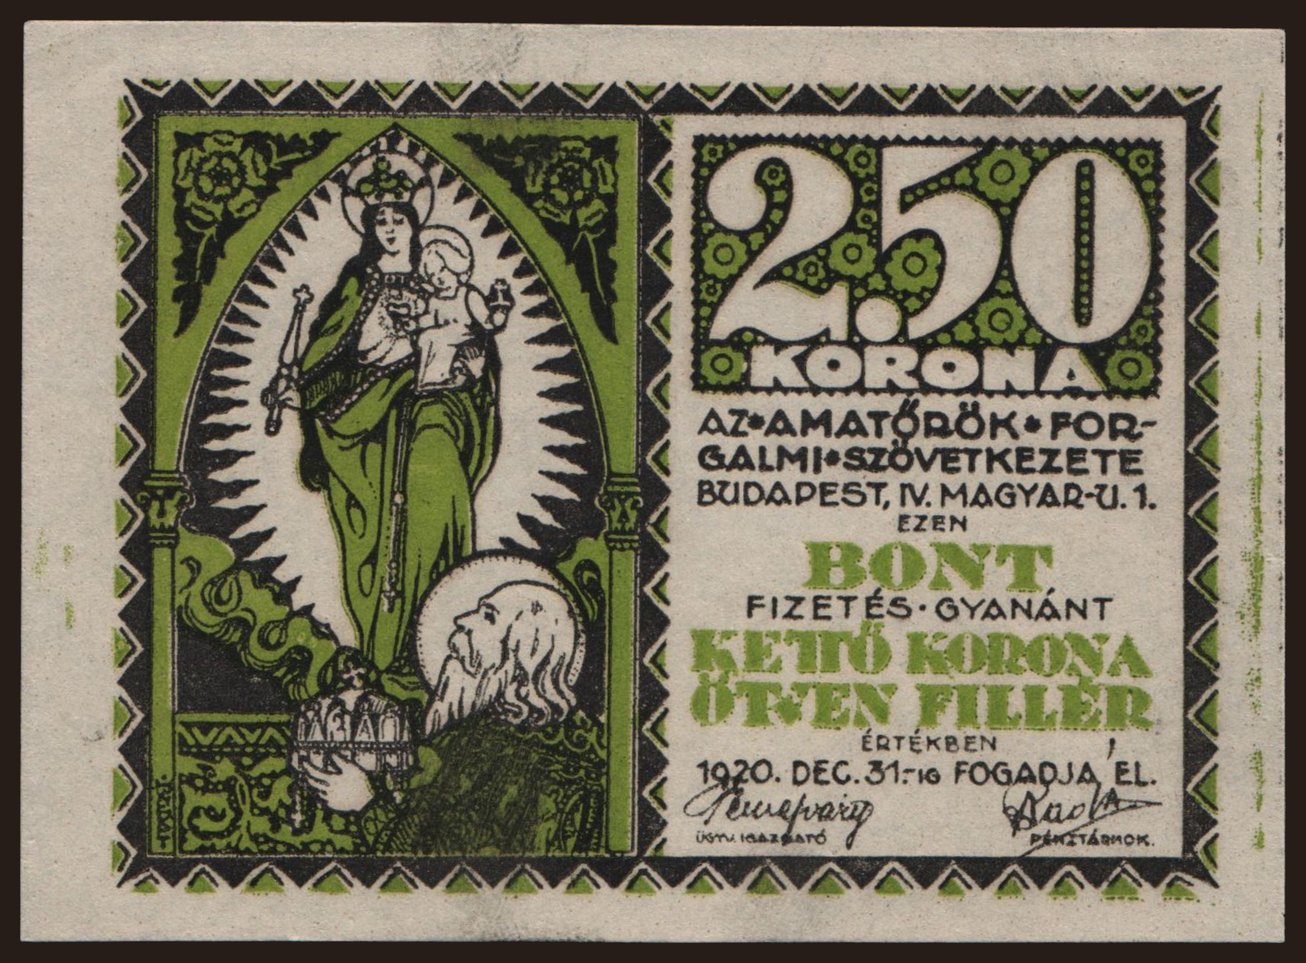 2.50
KORONA
AZ*AMATŐRÖK*FOR-
GALMI*SZÖVETKEZETE
BUDAPEST, IV. MAGYAR-U. 1.
EZEN
BONT
FIZETÉS·GYANÁNT
KETTŐ KORONA
ÖTVEN FILLÉR
ÉRTÉKBEN
1920. DEC. 31.-IG FOGADJA EL.
ÜGYV. IGAZGATÓ PÉNZTÁRNOK.